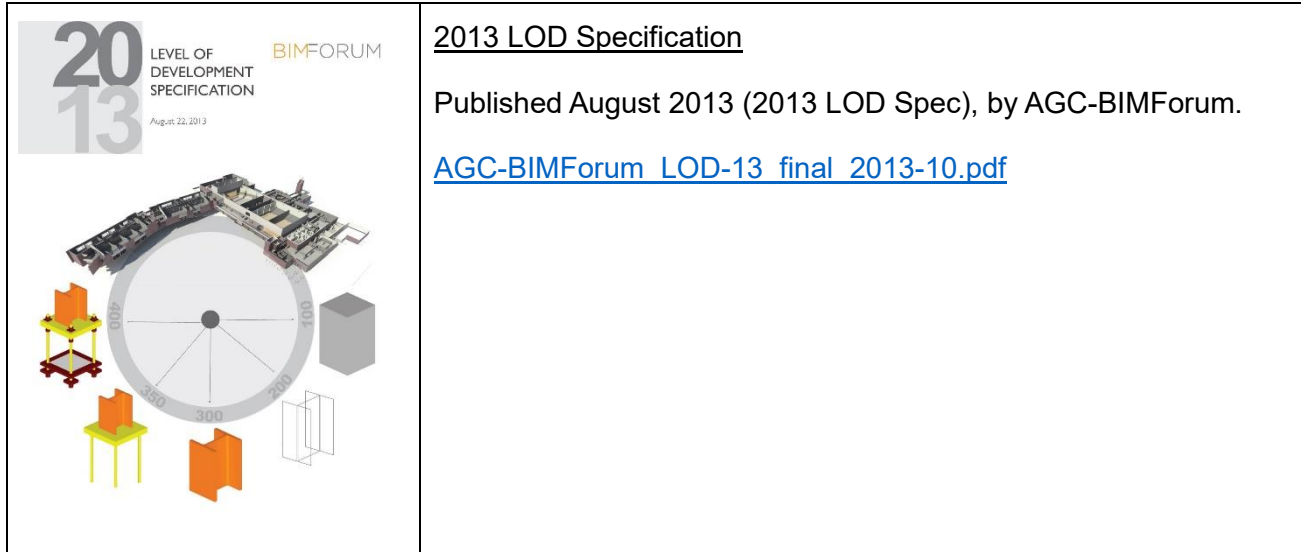 20
13
LEVEL OF
DEVELOPMENT
SPECIFICATION
August 22, 2013
BIMFORUM
400
100
350
200
300
2013 LOD Specification
Published August 2013 (2013 LOD Spec), by AGC-BIMForum.
AGC-BIMForum_LOD-13_final_2013-10.pdf